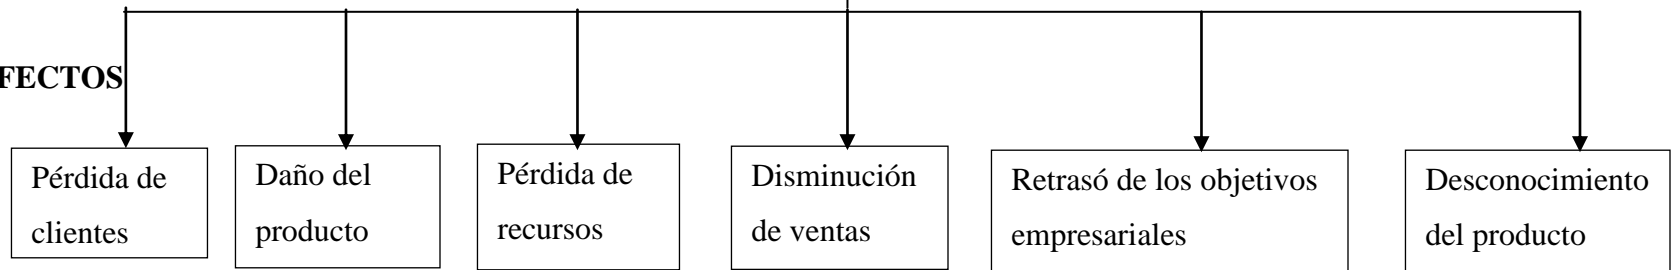 FECTOS
Pérdida de
clientes
Daño del
producto
Pérdida de
recursos
Disminución
de ventas
Retrasó de los objetivos
empresariales
Desconocimiento
del producto